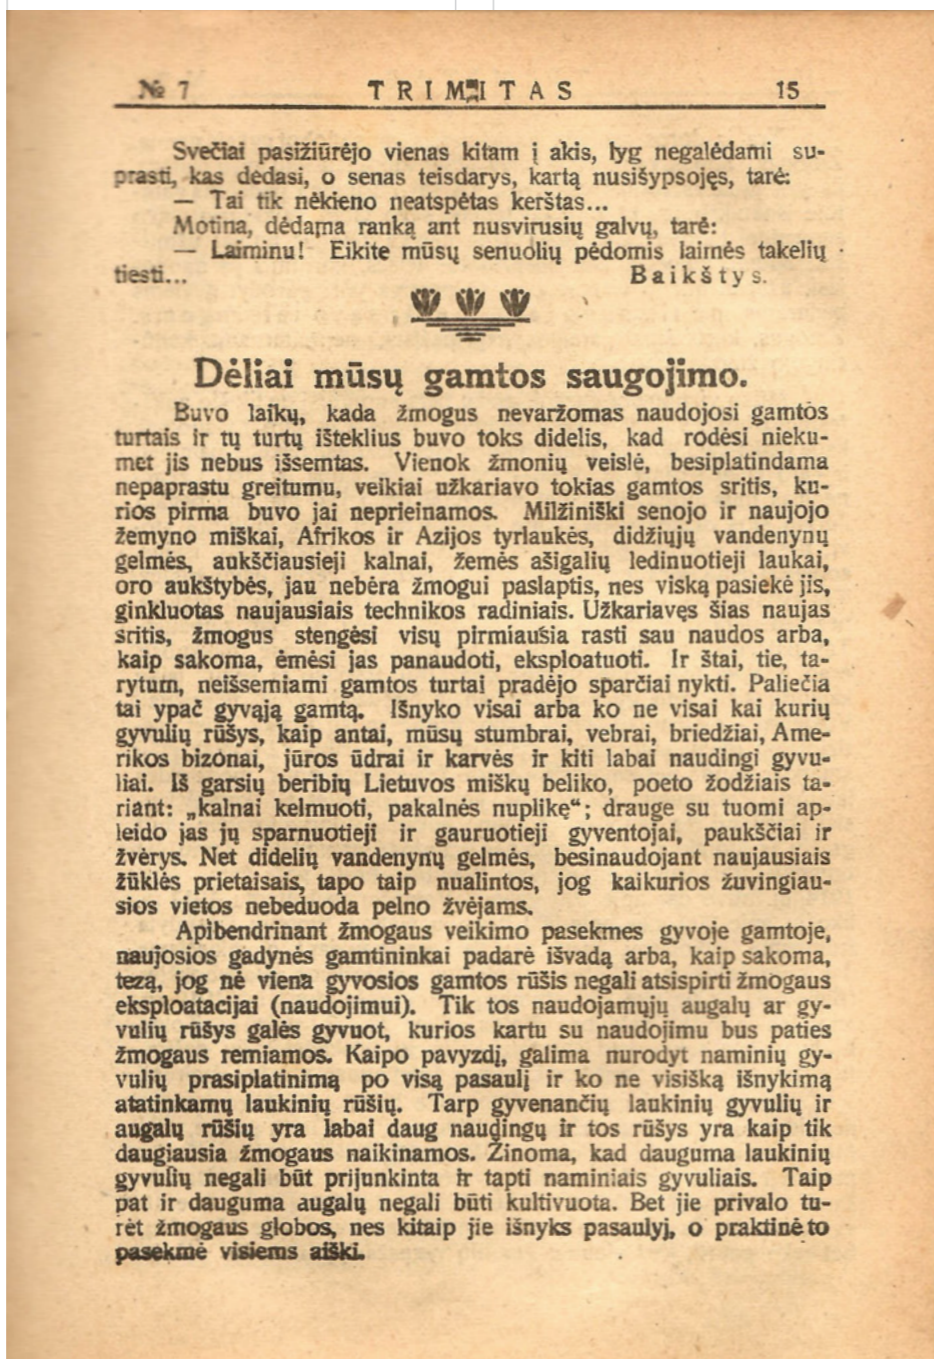 № 7 TRIMITAS 15
Svečiai pasižiūrėjo vienas kitam į akis, lyg negalėdami su-
prasti, kas dedasi, o senas teisdarys, kartą nusišypsojęs, tarė:
— Tai tik nėkieno neatspėtas kerštas...
Motina, dėdama ranką ant nusvirusių galvų, tarė:
— Laiminu! Eikite mūsų senuolių pėdomis laimės takelių
tiesti... Baikštys.
Dėliai mūsų gamtos saugojimo.
Buvo laikų, kada žmogus nevaržomas naudojosi gamtos
turtais ir tų turtų išteklius buvo toks didelis, kad rodėsi nieku-
met jis nebus išsemtas. Vienok žmonių veislė, besiplatindama
nepaprastu greitumu, veikiai užkariavo tokias gamtos sritis, ku-
rios pirma buvo jai neprieinamos. Milžiniški senojo ir naujojo
žemyno miškai, Afrikos ir Azijos tyrlaukės, didžiųjų vandenynų
gelmės, aukščiausieji kalnai, žemės ašigalių ledinuotieji laukai,
oro aukštybės, jau nebėra žmogui paslaptis, nes viską pasiekė jis,
ginkluotas naujausiais technikos radiniais. Užkariavęs šias naujas
sritis, žmogus stengėsi visų pirmiausia rasti sau naudos arba,
kaip sakoma, ėmėsi jas panaudoti, eksploatuoti. Ir štai, tie, ta-
rytum, neišsemiami gamtos turtai pradėjo sparčiai nykti. Paliečia
tai ypač gyvąją gamtą. Išnyko visai arba ko ne visai kai kurių
gyvulių rūšys, kaip antai, mūsų stumbrai, vebrai, briedžiai, Ame-
rikos bizonai, jūros ūdrai ir karvės ir kiti labai naudingi gyvu-
liai. Iš garsių beribių Lietuvos miškų beliko, poeto žodžiais ta-
riant: „kalnai kelmuoti, pakalnės nuplikę“; drauge su tuomi ap-
leido jas jų sparnuotieji ir gauruotieji gyventojai, paukščiai ir
žvėrys. Net didelių vandenynų gelmės, besinaudojant naujausiais
žūklės prietaisais, tapo taip nualintos, jog kaikurios žuvingiau-
sios vietos nebeduoda pelno žvėjams.
Apibendrinant žmogaus veikimo pasekmes gyvoje gamtoje,
naujosios gadynės gamtininkai padarė išvadą arba, kaip sakoma,
tezą, jog nė viena gyvosios gamtos rūšis negali atsispirti žmogaus
eksploatacijai (naudojimui). Tik tos naudojamųjų augalų ar gy-
vulių rūšys galės gyvuot, kurios kartu su naudojimu bus paties
žmogaus remiamos. Kaipo pavyzdį, galima nurodyt naminių gy-
vulių prasiplatinimą po visą pasaulį ir ko ne visišką išnykimą
atatinkamų laukinių rūšių. Tarp gyvenančių laukinių gyvulių ir
augalų rūšių yra labai daug naudingų ir tos rūšys yra kaip tik
daugiausia žmogaus naikinamos. Žinoma, kad dauguma laukinių
gyvulių negali būt prijunkinta ir tapti naminiais gyvuliais. Taip
pat ir dauguma augalų negali būti kultivuota. Bet jie privalo tu-
rėt žmogaus globos, nes kitaip jie išnyks pasaulyj, o praktinė to
pasekmė visiems aiški.